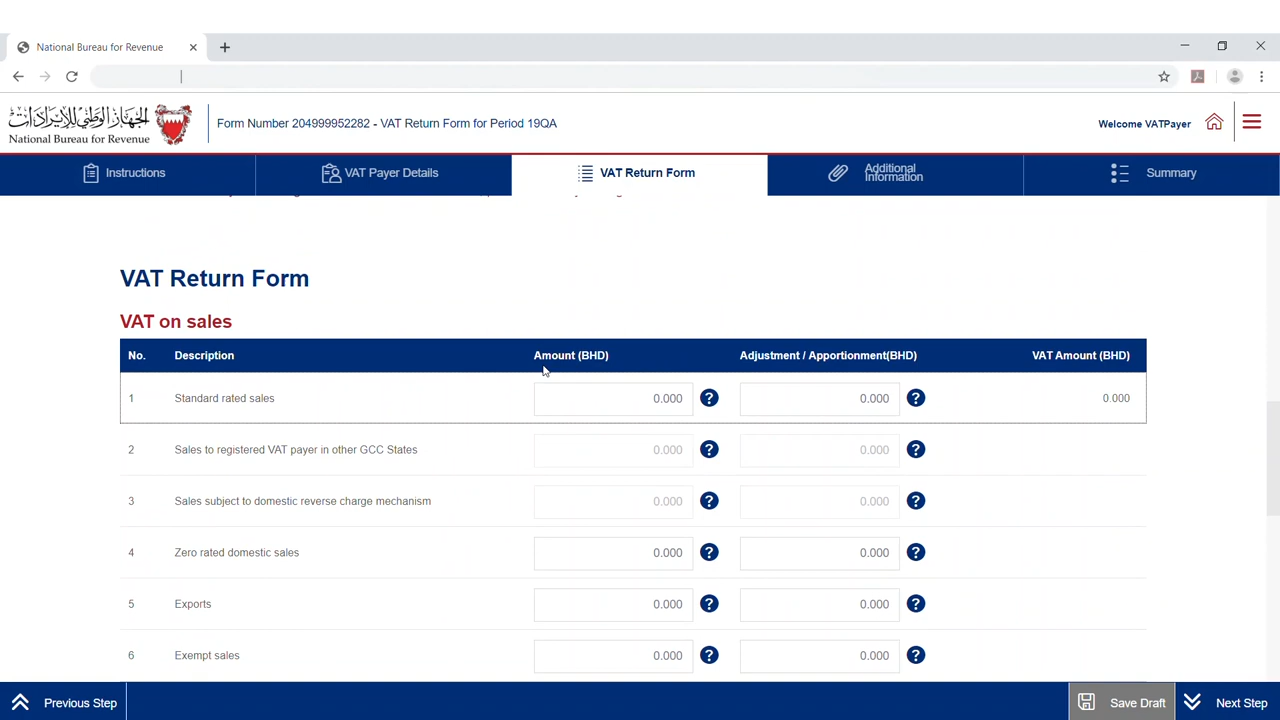 National Bureau for Revenue
الجهاز الوطني للإيرادات
National Bureau for Revenue
Form Number 204999952282 - VAT Return Form for Period 19QA
Welcome VATPayer
Instructions
VAT Payer Details
VAT Return Form
Additional
Information
Summary
VAT Return Form
VAT on sales
No. Description Amount (BHD) Adjustment / Apportionment(BHD) VAT Amount (BHD)
1 Standard rated sales 0.000 ? 0.000 ? 0.000
2 Sales to registered VAT payer in other GCC States 0.000 ? 0.000 ?
3 Sales subject to domestic reverse charge mechanism 0.000 ? 0.000 ?
4 Zero rated domestic sales 0.000 ? 0.000 ?
5 Exports 0.000 ? 0.000 ?
6 Exempt sales 0.000 ? 0.000 ?
Previous Step
Save Draft
Next Step